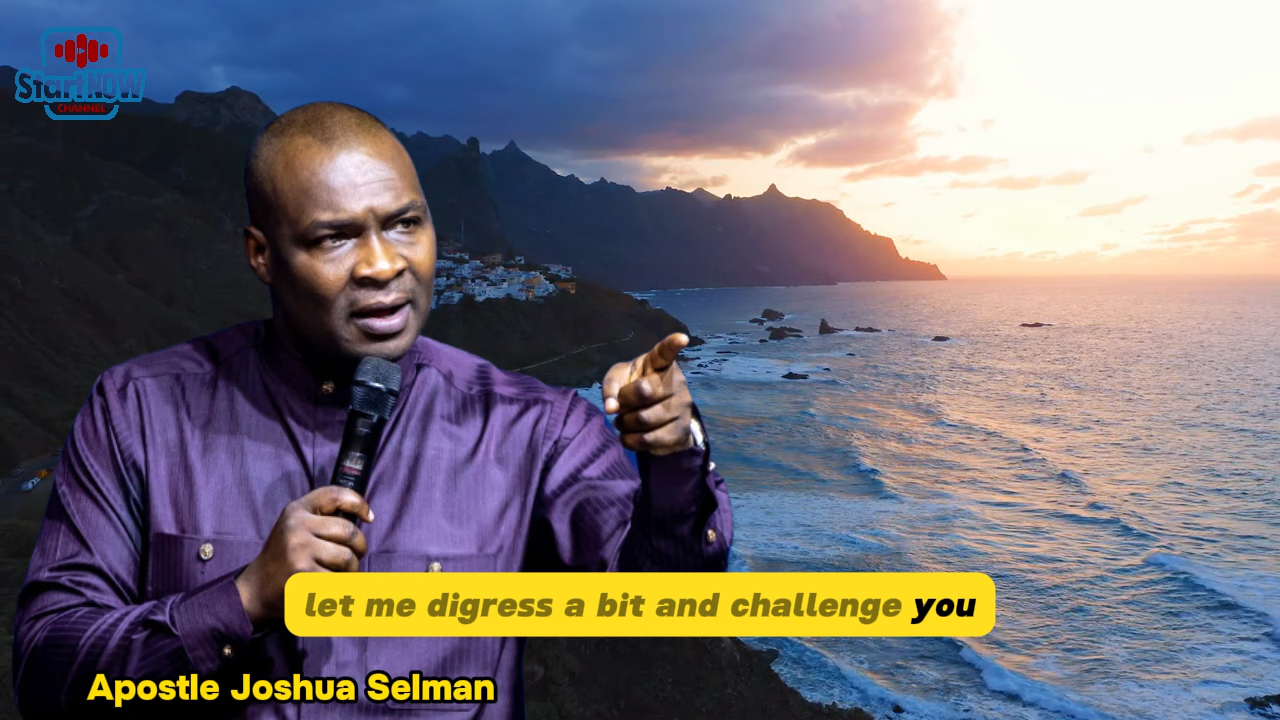 StartNOW
CHANNEL
let me digress a bit and challenge you
Apostle Joshua Selman